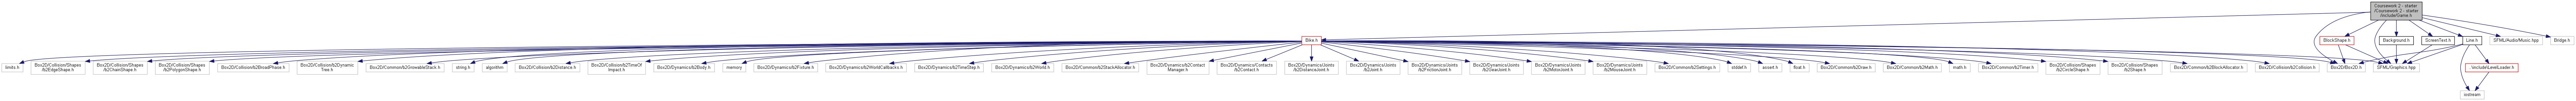 Coursework 2 - starter
/Coursework 2 - starter
/include/Game.h
Bike.h
BlockShape.h
Background.h
ScreenText.h
Line.h
SFML/Audio/Music.hpp
Bridge.h
limits.h
Box2D/Collision/Shapes
/b2EdgeShape.h
Box2D/Collision/Shapes
/b2ChainShape.h
Box2D/Collision/Shapes
/b2PolygonShape.h
Box2D/Collision/b2BroadPhase.h
Box2D/Collision/b2Dynamic
Tree.h
Box2D/Common/b2GrowableStack.h
string.h
algorithm
Box2D/Collision/b2Distance.h
Box2D/Collision/b2TimeOf
Impact.h
Box2D/Dynamics/b2Body.h
memory
Box2D/Dynamics/b2Fixture.h
Box2D/Dynamics/b2WorldCallbacks.h
Box2D/Dynamics/b2TimeStep.h
Box2D/Dynamics/b2World.h
Box2D/Common/b2StackAllocator.h
Box2D/Dynamics/b2Contact
Manager.h
Box2D/Dynamics/Contacts
/b2Contact.h
Box2D/Dynamics/Joints
/b2DistanceJoint.h
Box2D/Dynamics/Joints
/b2Joint.h
Box2D/Dynamics/Joints
/b2FrictionJoint.h
Box2D/Dynamics/Joints
/b2GearJoint.h
Box2D/Dynamics/Joints
/b2MotorJoint.h
Box2D/Dynamics/Joints
/b2MouseJoint.h
Box2D/Common/b2Settings.h
stddef.h
assert.h
float.h
Box2D/Common/b2Draw.h
Box2D/Common/b2Math.h
math.h
Box2D/Common/b2Timer.h
Box2D/Collision/Shapes
/b2CircleShape.h
Box2D/Collision/Shapes
/b2Shape.h
Box2D/Common/b2BlockAllocator.h
Box2D/Collision/b2Collision.h
Box2D/Box2D.h
SFML/Graphics.hpp
..\include\LevelLoader.h
iostream